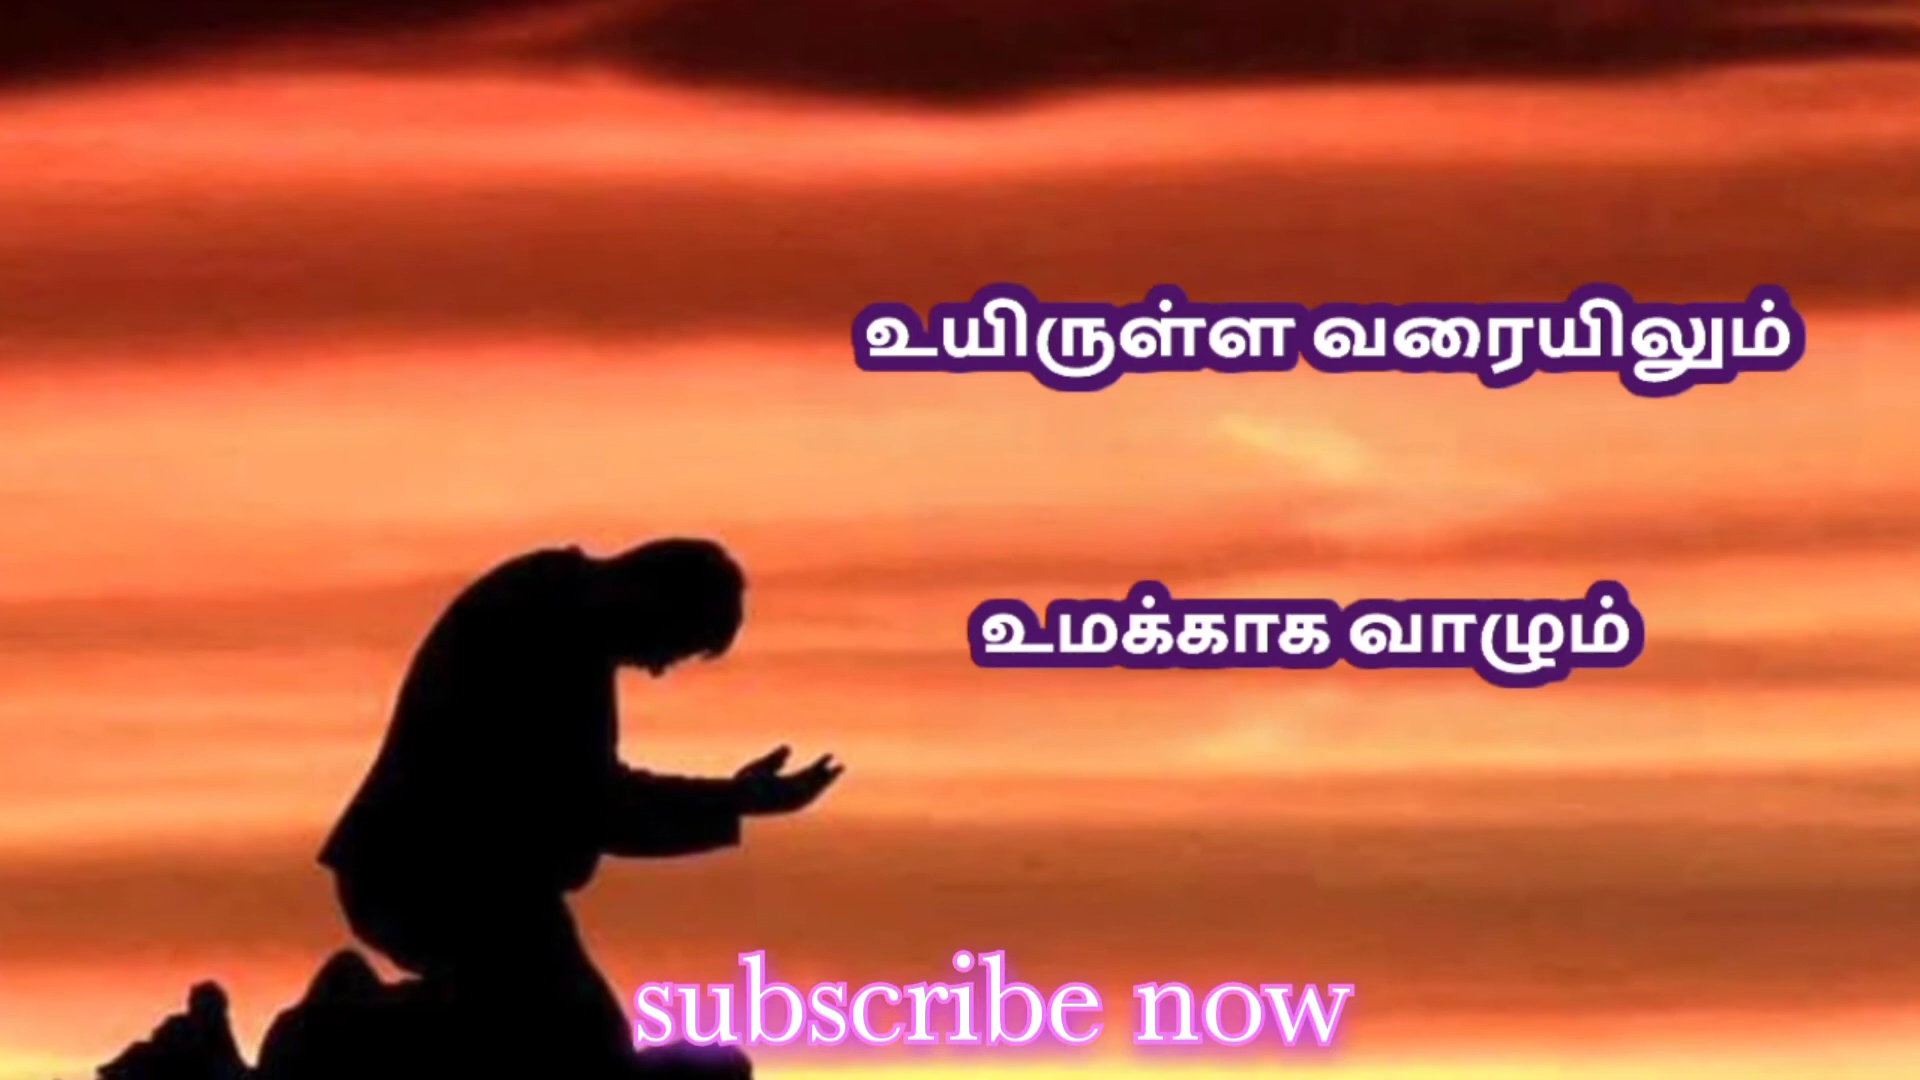 உயிருள்ள வரையிலும்
உமக்காக வாழும்
subscribe now